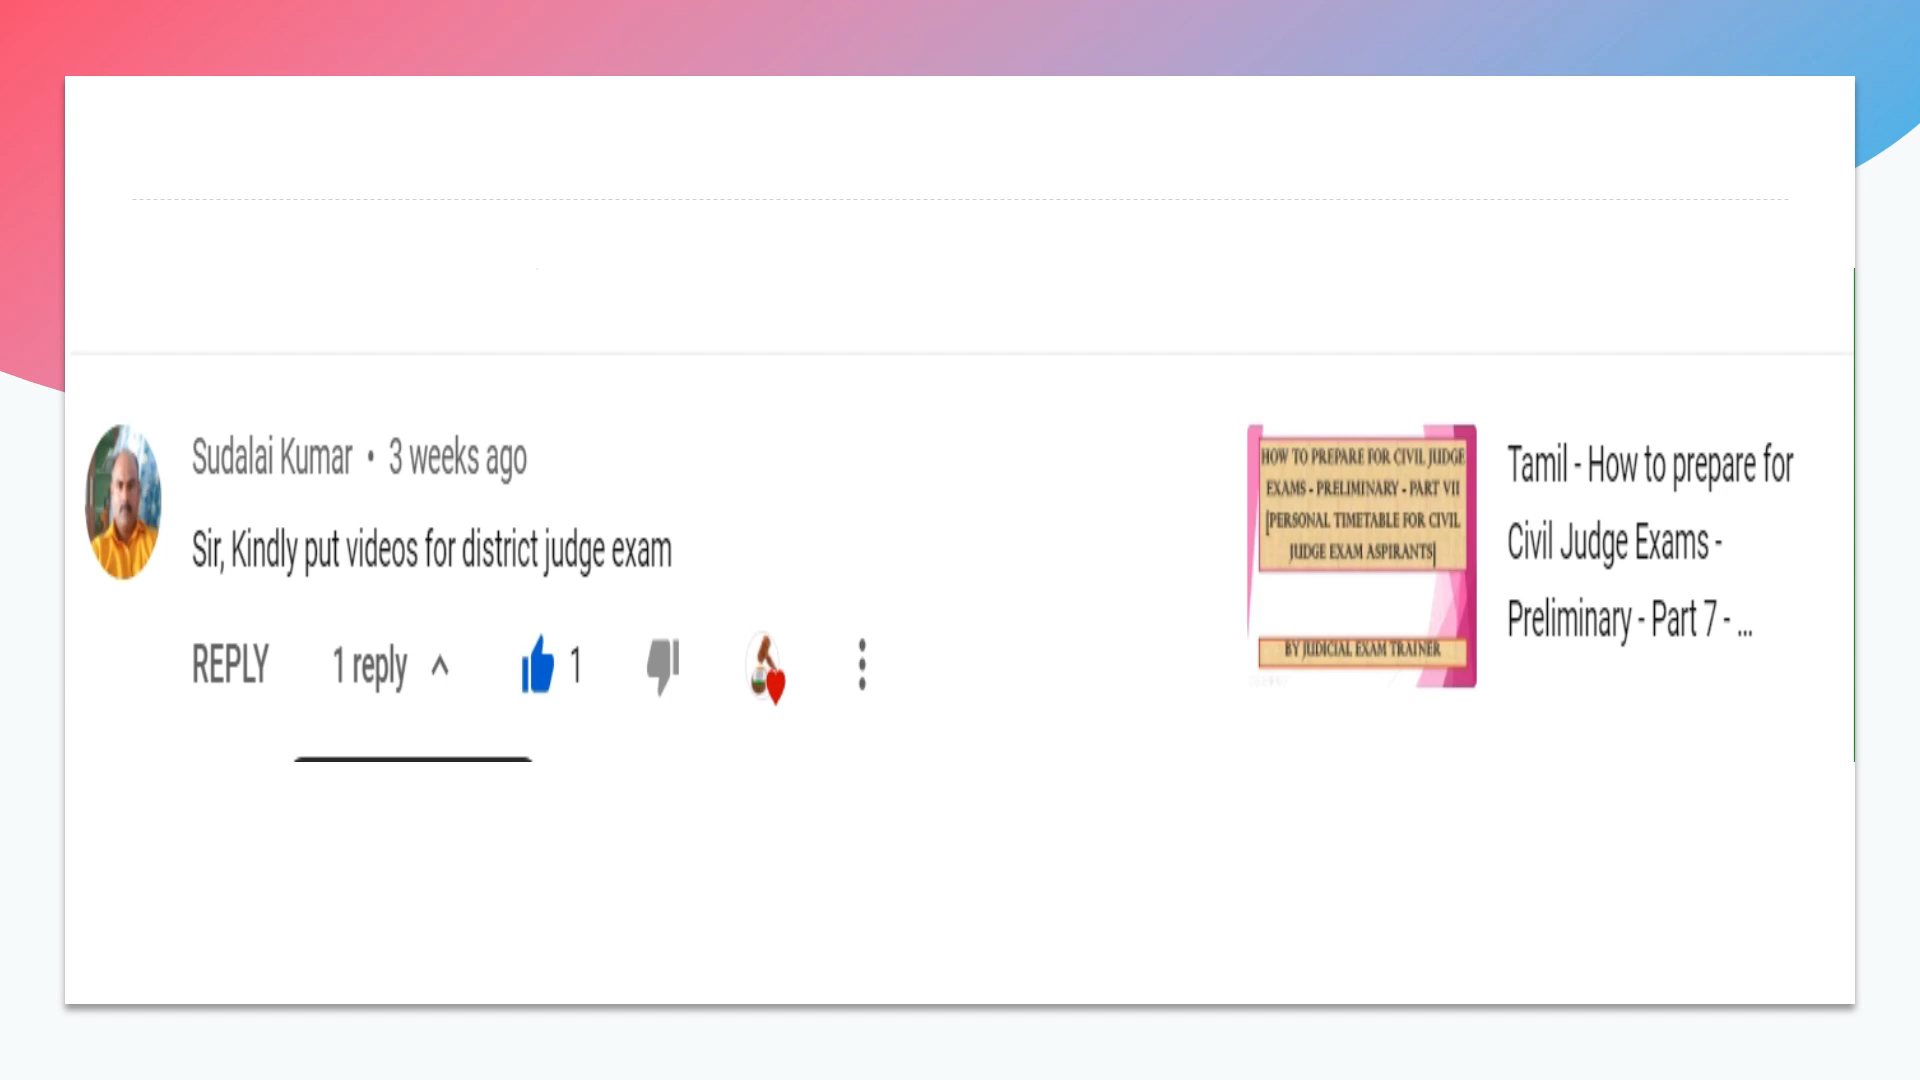 Sudalai Kumar • 3 weeks ago
Sir, Kindly put videos for district judge exam
REPLY 1 reply 1
HOW TO PREPARE FOR CIVIL JUDGE
EXAMS - PRELIMINARY - PART VII
[PERSONAL TIMETABLE FOR CIVIL
JUDGE EXAM ASPIRANTS]
BY JUDICIAL EXAM TRAINER
Tamil - How to prepare for
Civil Judge Exams -
Preliminary - Part 7 - ...